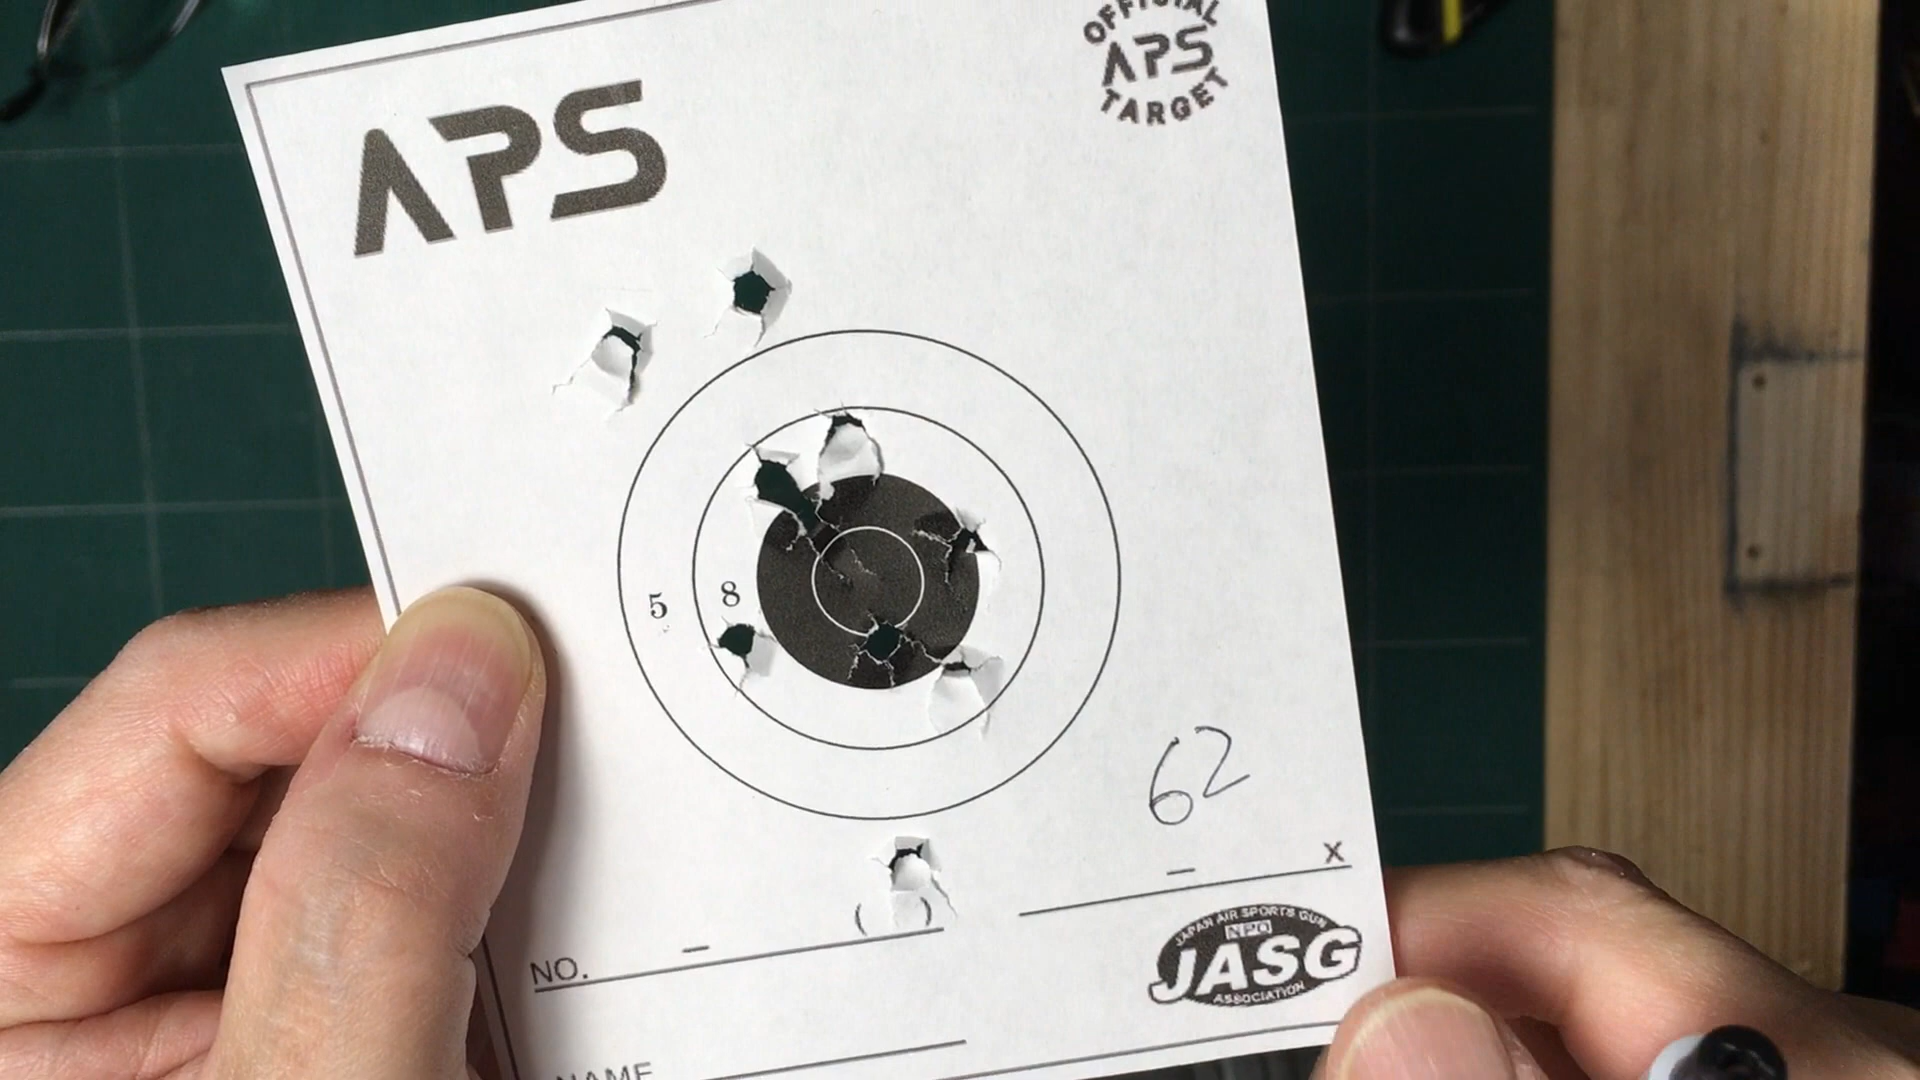 APS
OFFICIAL
APS
TARGET
5 8
62
x
NO. - ( )
-
JAPAN AIR SPORTS GUN
NPO
JASG
ASSOCIATION
NAME